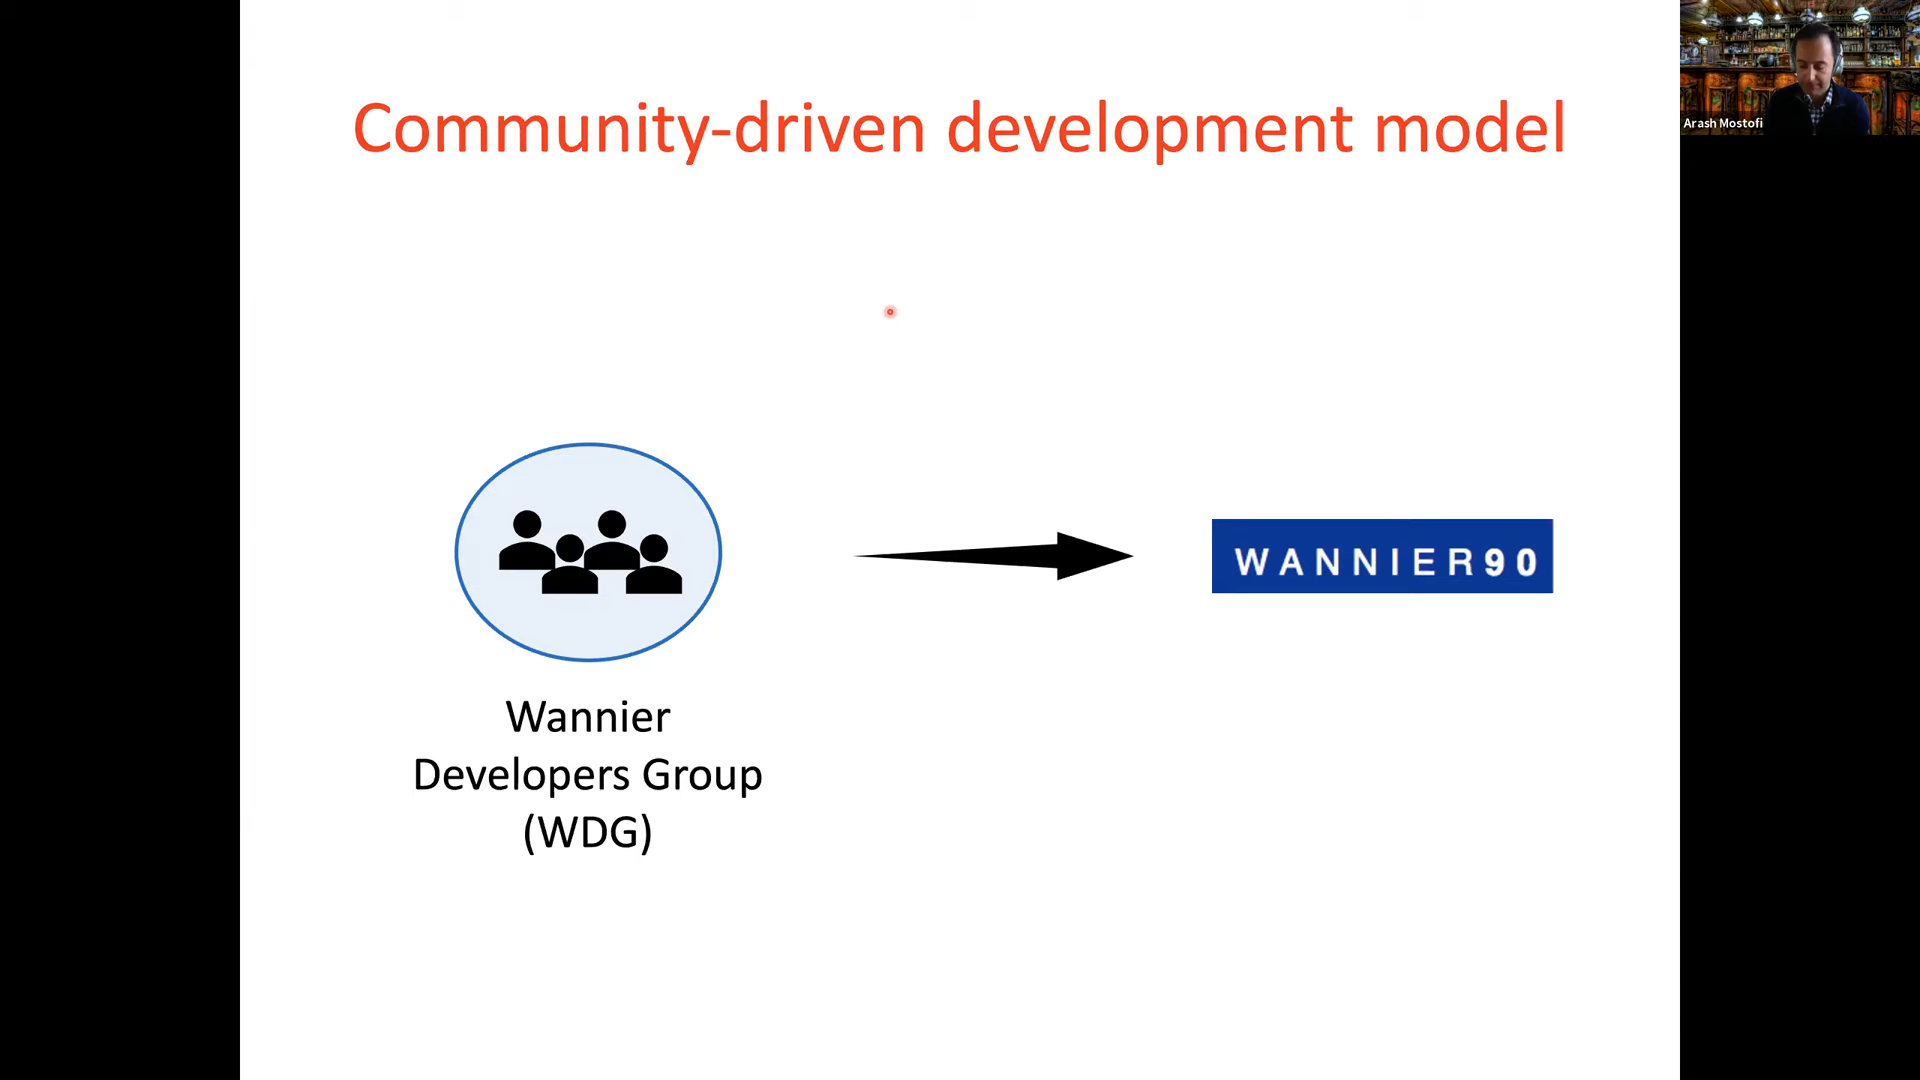 Community-driven development model
Arash Mostofi
WANNIER90
Wannier
Developers Group
(WDG)